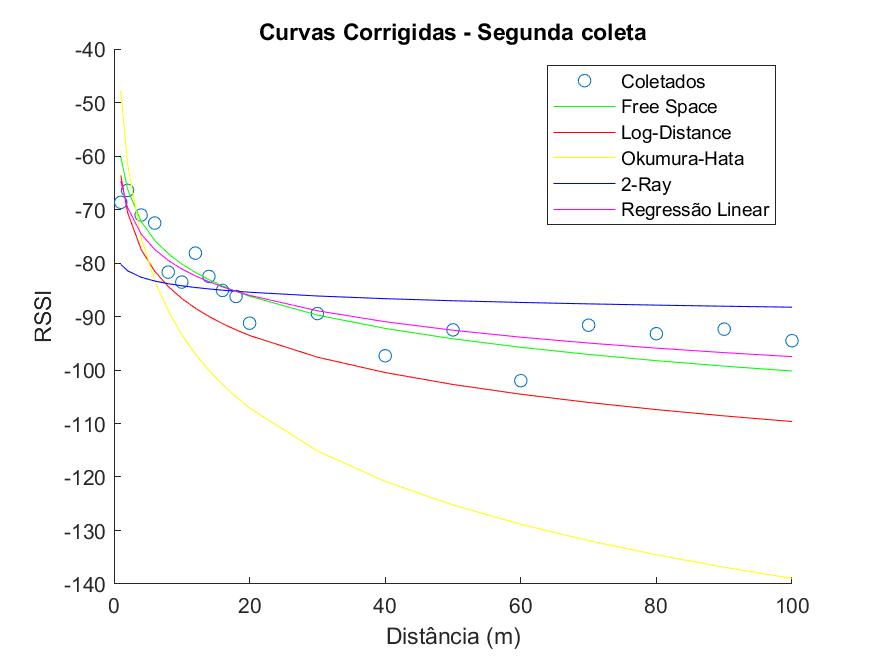 Curvas Corrigidas - Segunda coleta
-40
-50
-60
-70
-80
-90
-100
-110
-120
-130
-140
RSSI
Coletados
Free Space
Log-Distance
Okumura-Hata
2-Ray
Regressão Linear
0 20 40 60 80 100
Distância (m)